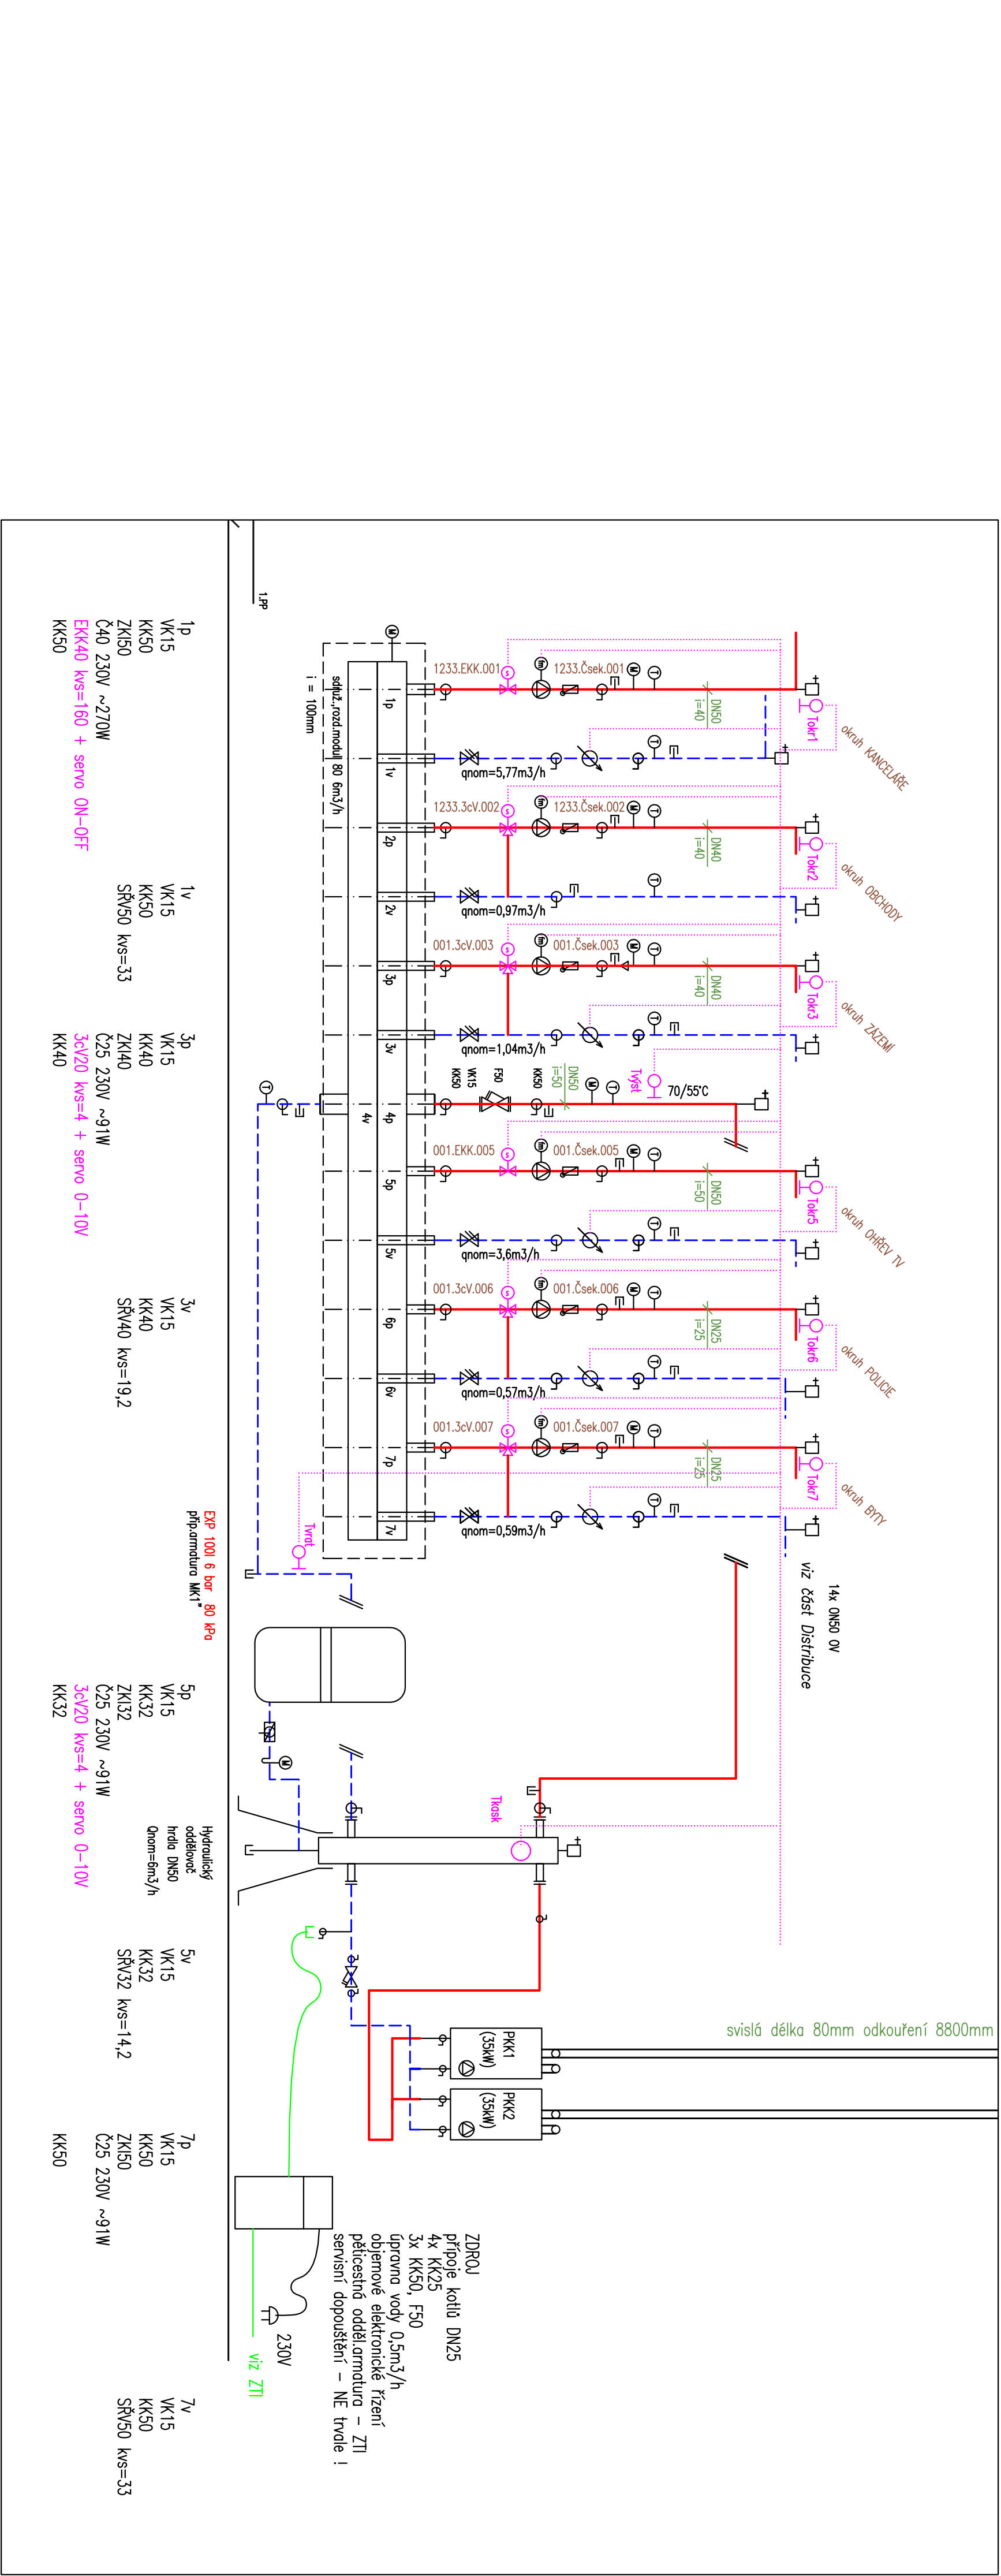 okruh KANCELÁŘE
okruh OBCHODY
okruh ZÁZEMÍ
okruh OHŘEV TV
okruh POLICIE
okruh BYTY
Tokr1
Tokr2
Tokr3
Tokr5
Tokr6
Tokr7
14x ON50 OV
viz část Distribuce
svislá délka 80mm odkouření 8800mm
DN50
i=40
DN40
i=40
DN40
i=40
DN50
i=50
DN50
i=50
DN25
i=25
DN25
i=25
70/55°C
Tvýst
M
T
1233.Čsek.001
1233.Čsek.002
001.Čsek.003
001.Čsek.005
001.Čsek.006
001.Čsek.007
KK50
F50
VK15
KK50
1233.EKK.001
1233.3cV.002
001.3cV.003
001.EKK.005
001.3cV.006
001.3cV.007
qnom=5,77m3/h
qnom=0,97m3/h
qnom=1,04m3/h
qnom=3,6m3/h
qnom=0,57m3/h
qnom=0,59m3/h
1p
1v
2p
2v
3p
3v
4p
4v
5p
5v
6p
6v
7p
7v
sdruž.,rozd.modul 80 6m3/h
i = 100mm
Tvrat
Tkask
PKK1
(35kW)
PKK2
(35kW)
1.PP
EXP 100l 6 bar 80 kPa
příp.armatura MK1"
Hydraulický
oddělovač
hrdla DN50
Qnom=6m3/h
ZDROJ
přípoje kotlů DN25
4x KK25
3x KK50, F50
úpravna vody 0,5m3/h
objemové elektronické řízení
pěticestná odděl.armatura - ZTI
servisní dopouštění - NE trvale !
230V
viz ZTI
1p
VK15
KK50
ZKI50
Č40 230V ~270W
EKK40 kvs=160 + servo ON-OFF
KK50
1v
VK15
KK50
SŘV50 kvs=33
3p
VK15
KK40
ZKI40
Č25 230V ~91W
3cV20 kvs=4 + servo 0-10V
KK40
3v
VK15
KK40
SŘV40 kvs=19,2
5p
VK15
KK32
ZKI32
Č25 230V ~91W
3cV20 kvs=4 + servo 0-10V
KK32
5v
VK15
KK32
SŘV32 kvs=14,2
7p
VK15
KK50
ZKI50
Č25 230V ~91W
KK50
7v
VK15
KK50
SŘV50 kvs=33